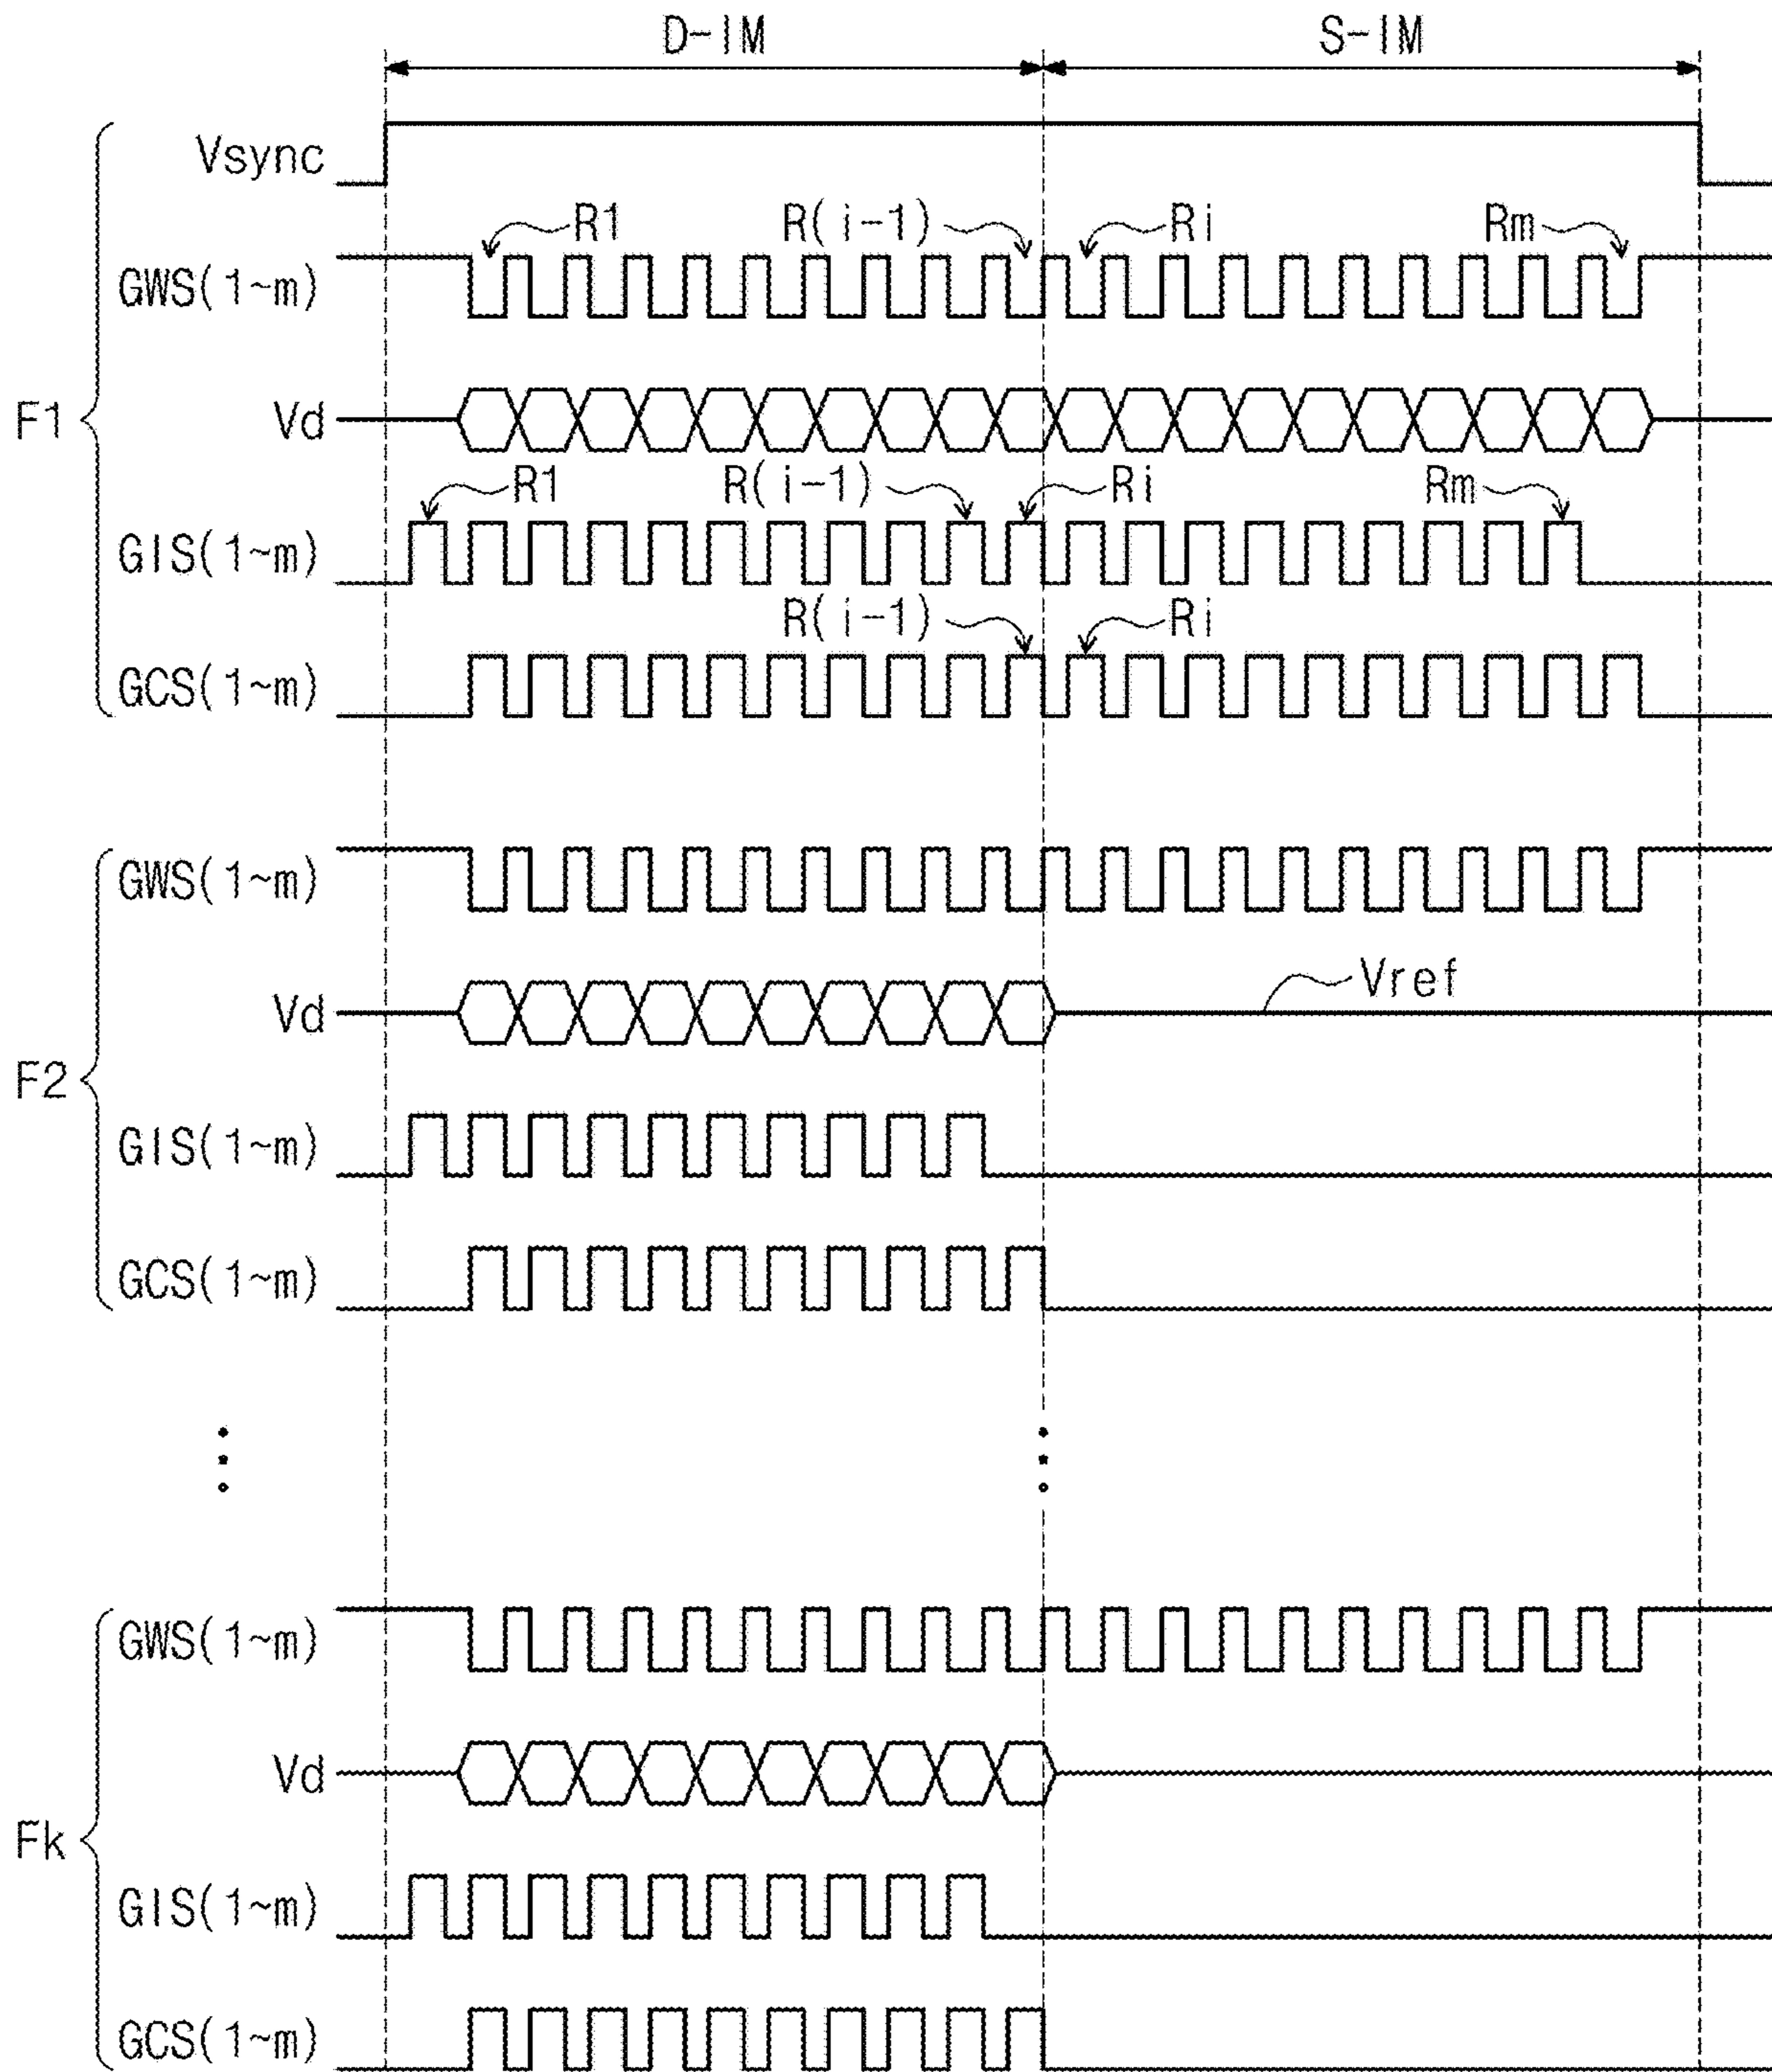 D-IM S-IM
Vsync
R1 R(i-1) Ri Rm
GWS(1~m)
F1 Vd
R1 R(i-1) Ri Rm
GIS(1~m)
R(i-1) Ri
GCS(1~m)
GWS(1~m)
Vref
Vd
F2
GIS(1~m)
GCS(1~m)
GWS(1~m)
Vd
Fk
GIS(1~m)
GCS(1~m)